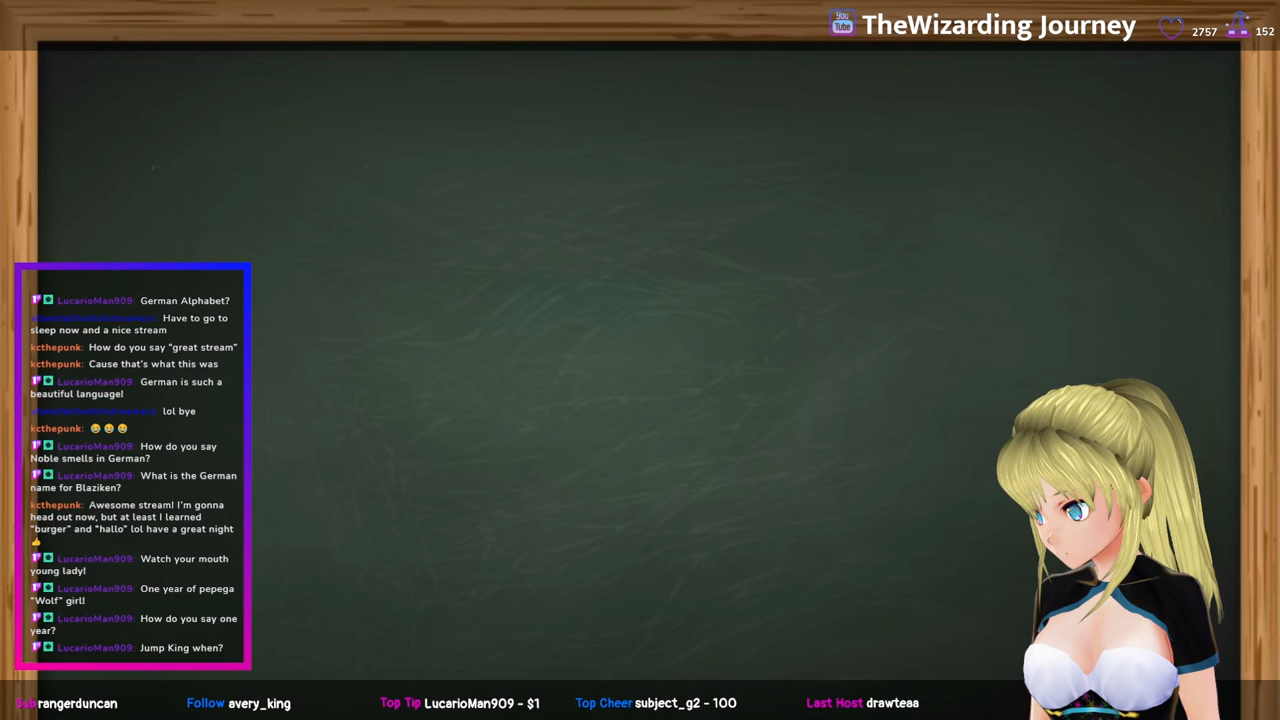 You
Tube
TheWizarding Journey
2757
152
LucarioMan909: German Alphabet?
Have to go to
sleep now and a nice stream
kcthepunk: How do you say "great stream"
kcthepunk: Cause that's what this was
LucarioMan909: German is such a
beautiful language!
lol bye
kcthepunk: 😂 😂 😂
LucarioMan909: How do you say
Noble smells in German?
LucarioMan909: What is the German
name for Blaziken?
kcthepunk: Awesome stream! I'm gonna
head out now, but at least I learned
"burger" and "hallo" lol have a great night
👍
LucarioMan909: Watch your mouth
young lady!
LucarioMan909: One year of pepega
"Wolf" girl!
LucarioMan909: How do you say one
year?
LucarioMan909: Jump King when?
Sub rangerduncan
Follow avery_king
Top Tip LucarioMan909 - $1
Top Cheer subject_g2 - 100
Last Host drawteaa